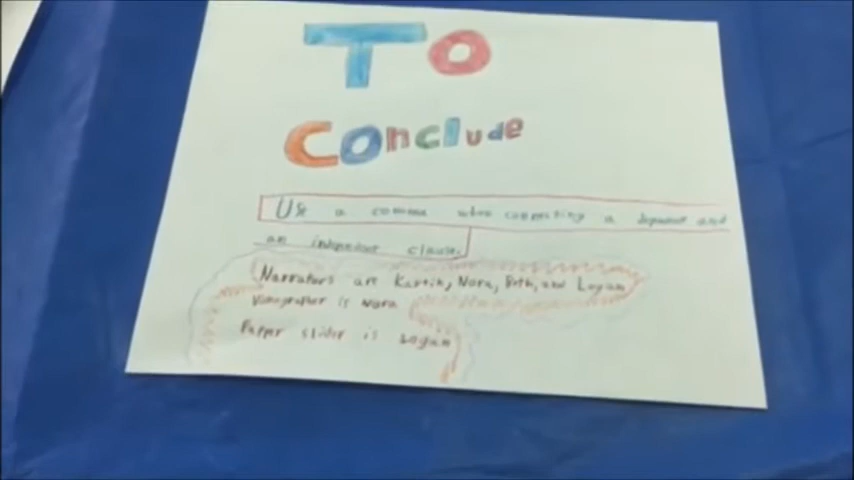 TO
Conclude
Use a comma when connecting a dependent and
an independent clause.
Narrators are Kartik, Nora, Beth, and Logan
is Nora
Paper slider is Logan